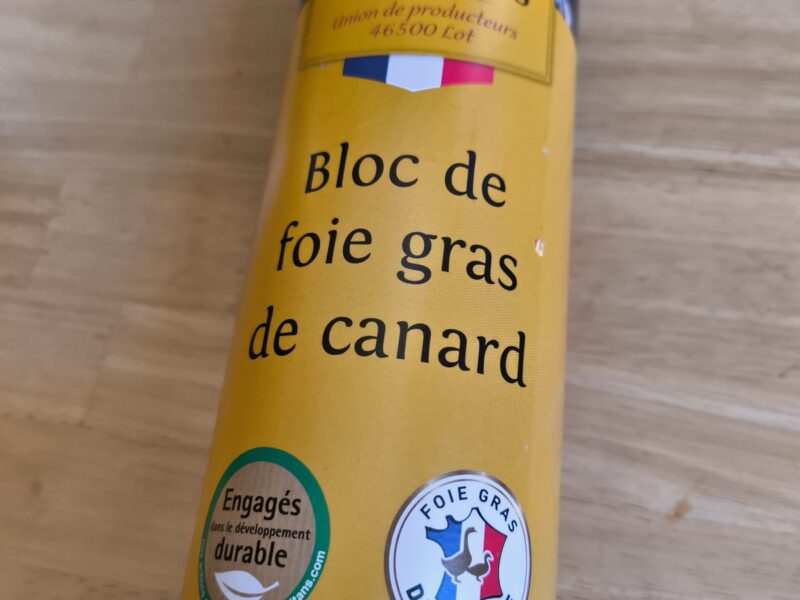 Union de producteurs
46500 Lot
Bloc de
foie gras
de canard
Engagés
dans le développement
durable
FOIE GRAS